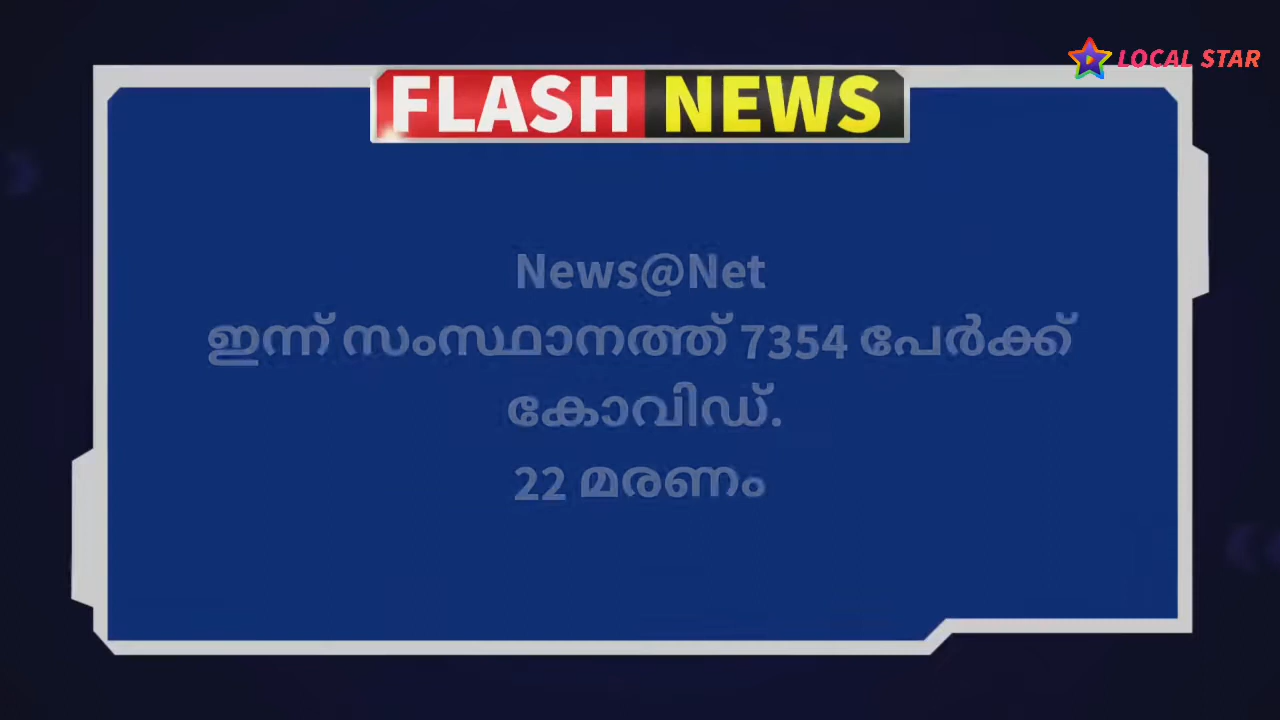 LOCAL STAR
FLASH NEWS
News@Net
ഇന്ന് സംസ്ഥാനത്ത് 7354 പേർക്ക്
കോവിഡ്.
22 മരണം